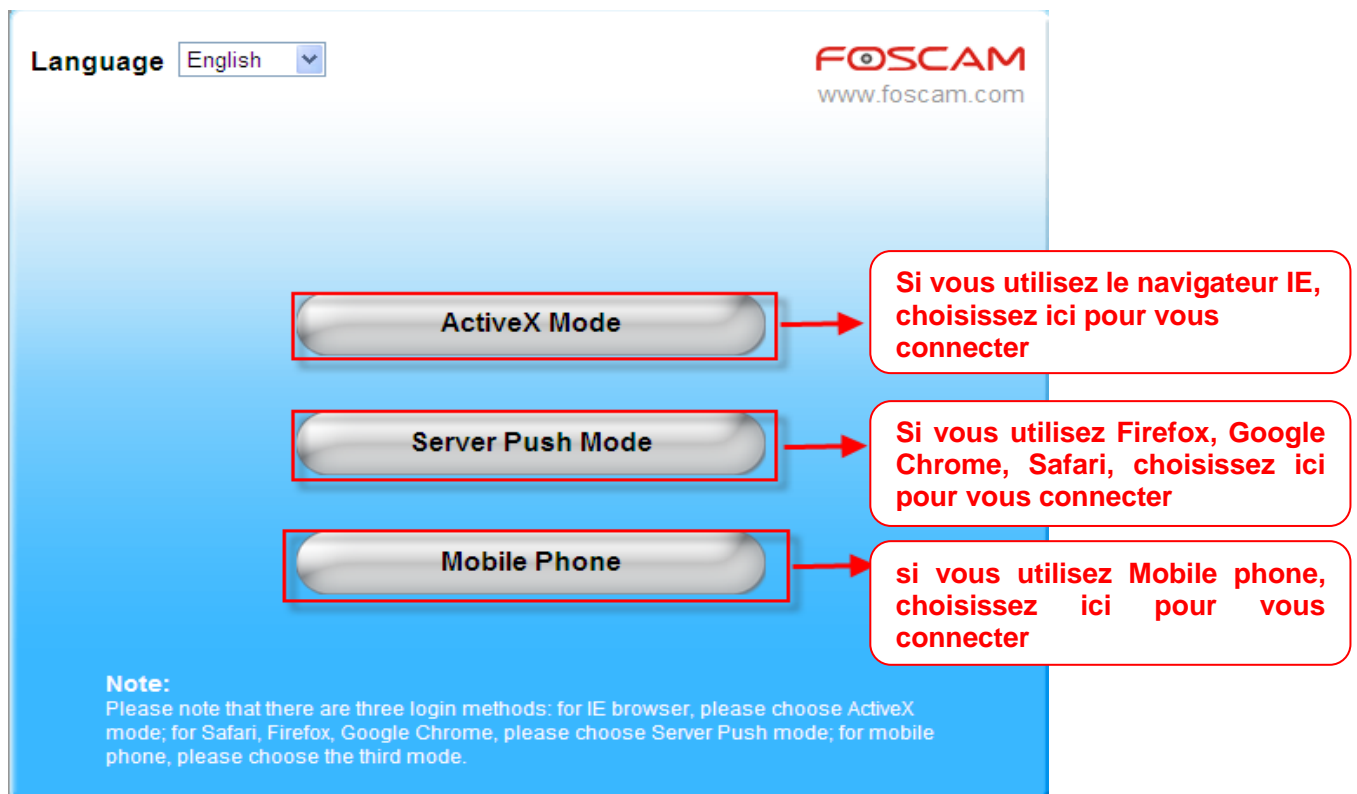 Language English
FOSCAM
www.foscam.com
ActiveX Mode
Si vous utilisez le navigateur IE,
choisissez ici pour vous
connecter
Server Push Mode
Si vous utilisez Firefox, Google
Chrome, Safari, choisissez ici
pour vous connecter
Mobile Phone
si vous utilisez Mobile phone,
choisissez ici pour vous
connecter
Note:
Please note that there are three login methods: for IE browser, please choose ActiveX
mode; for Safari, Firefox, Google Chrome, please choose Server Push mode; for mobile
phone, please choose the third mode.